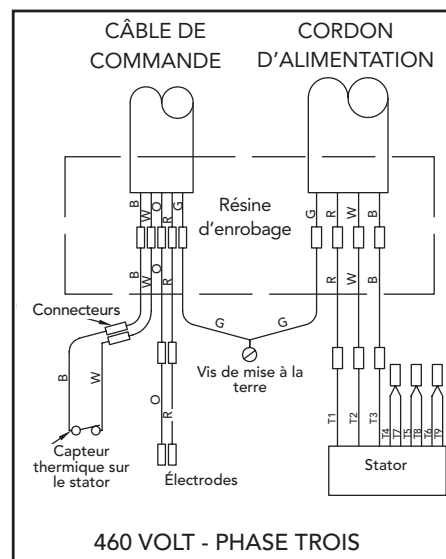 CÂBLE DE
COMMANDE
CORDON
D'ALIMENTATION
B
W
O
R
G
G
R
W
B
Résine
d'enrobage
B
W
O
R
R
W
B
Connecteurs
G
G
Vis de mise à la
terre
B
W
O
R
T1
T2
T3
T4
T7
T5
T8
T6
T9
Capteur
thermique sur
le stator
Électrodes
Stator
460 VOLT - PHASE TROIS